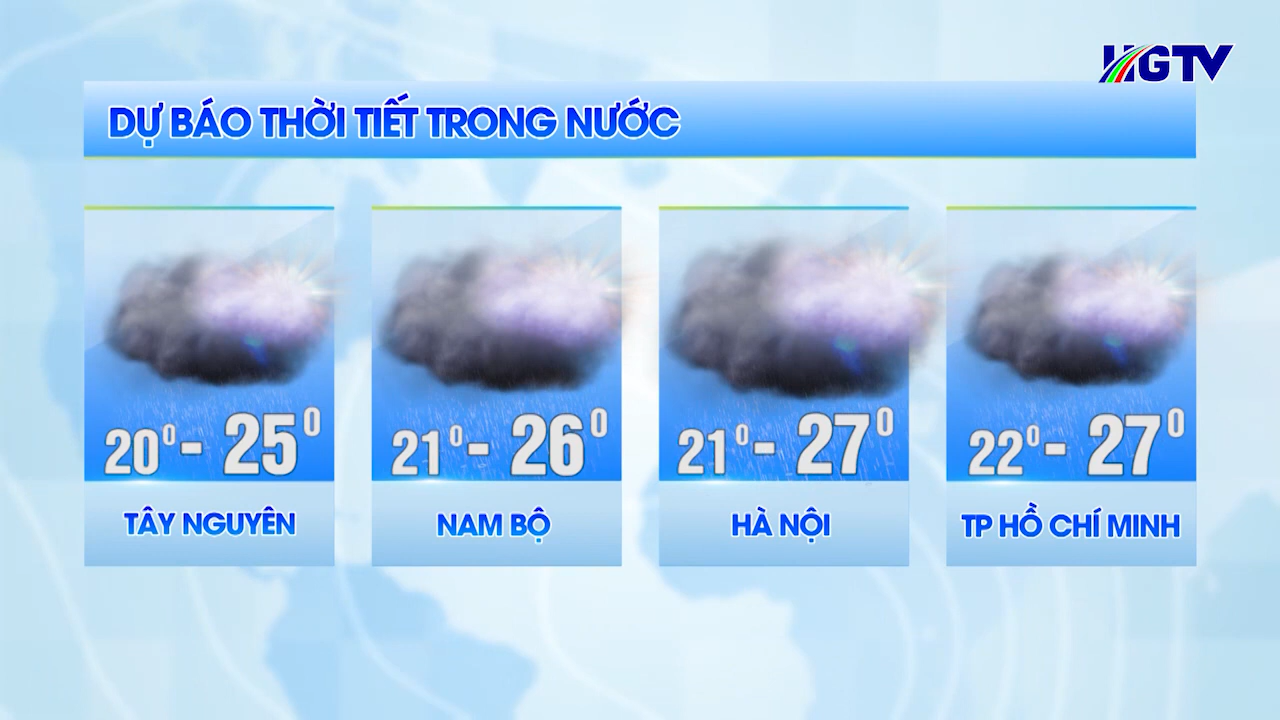 HGTV
DỰ BÁO THỜI TIẾT TRONG NƯỚC
20⁰- 25⁰
TÂY NGUYÊN
21⁰- 26⁰
NAM BỘ
21⁰- 27⁰
HÀ NỘI
22⁰- 27⁰
TP HỒ CHÍ MINH